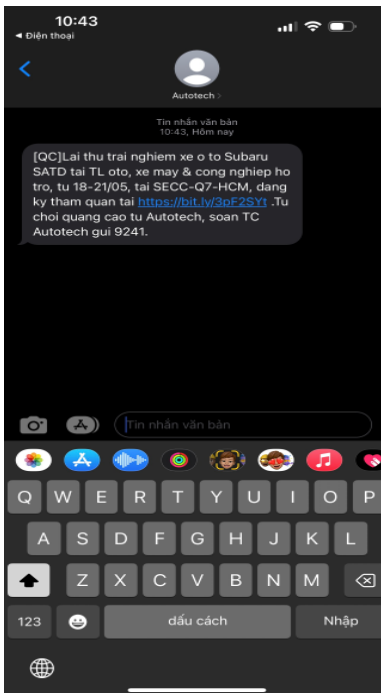 10:43
◄ Điện thoại
Autotech
Tin nhắn văn bản
10:43, Hôm nay
[QC]Lai thu trai nghiem xe o to Subaru
SATD tai TL oto, xe may & cong nghiep ho
tro, tu 18-21/05, tai SECC-Q7-HCM, dang
ky tham quan tai https://bit.ly/3pF2SYt .Tu
choi quang cao tu Autotech, soan TC
Autotech gui 9241.
Tin nhắn văn bản
Q W E R T Y U I O P
A S D F G H J K L
Z X C V B N M
123 dấu cách Nhập